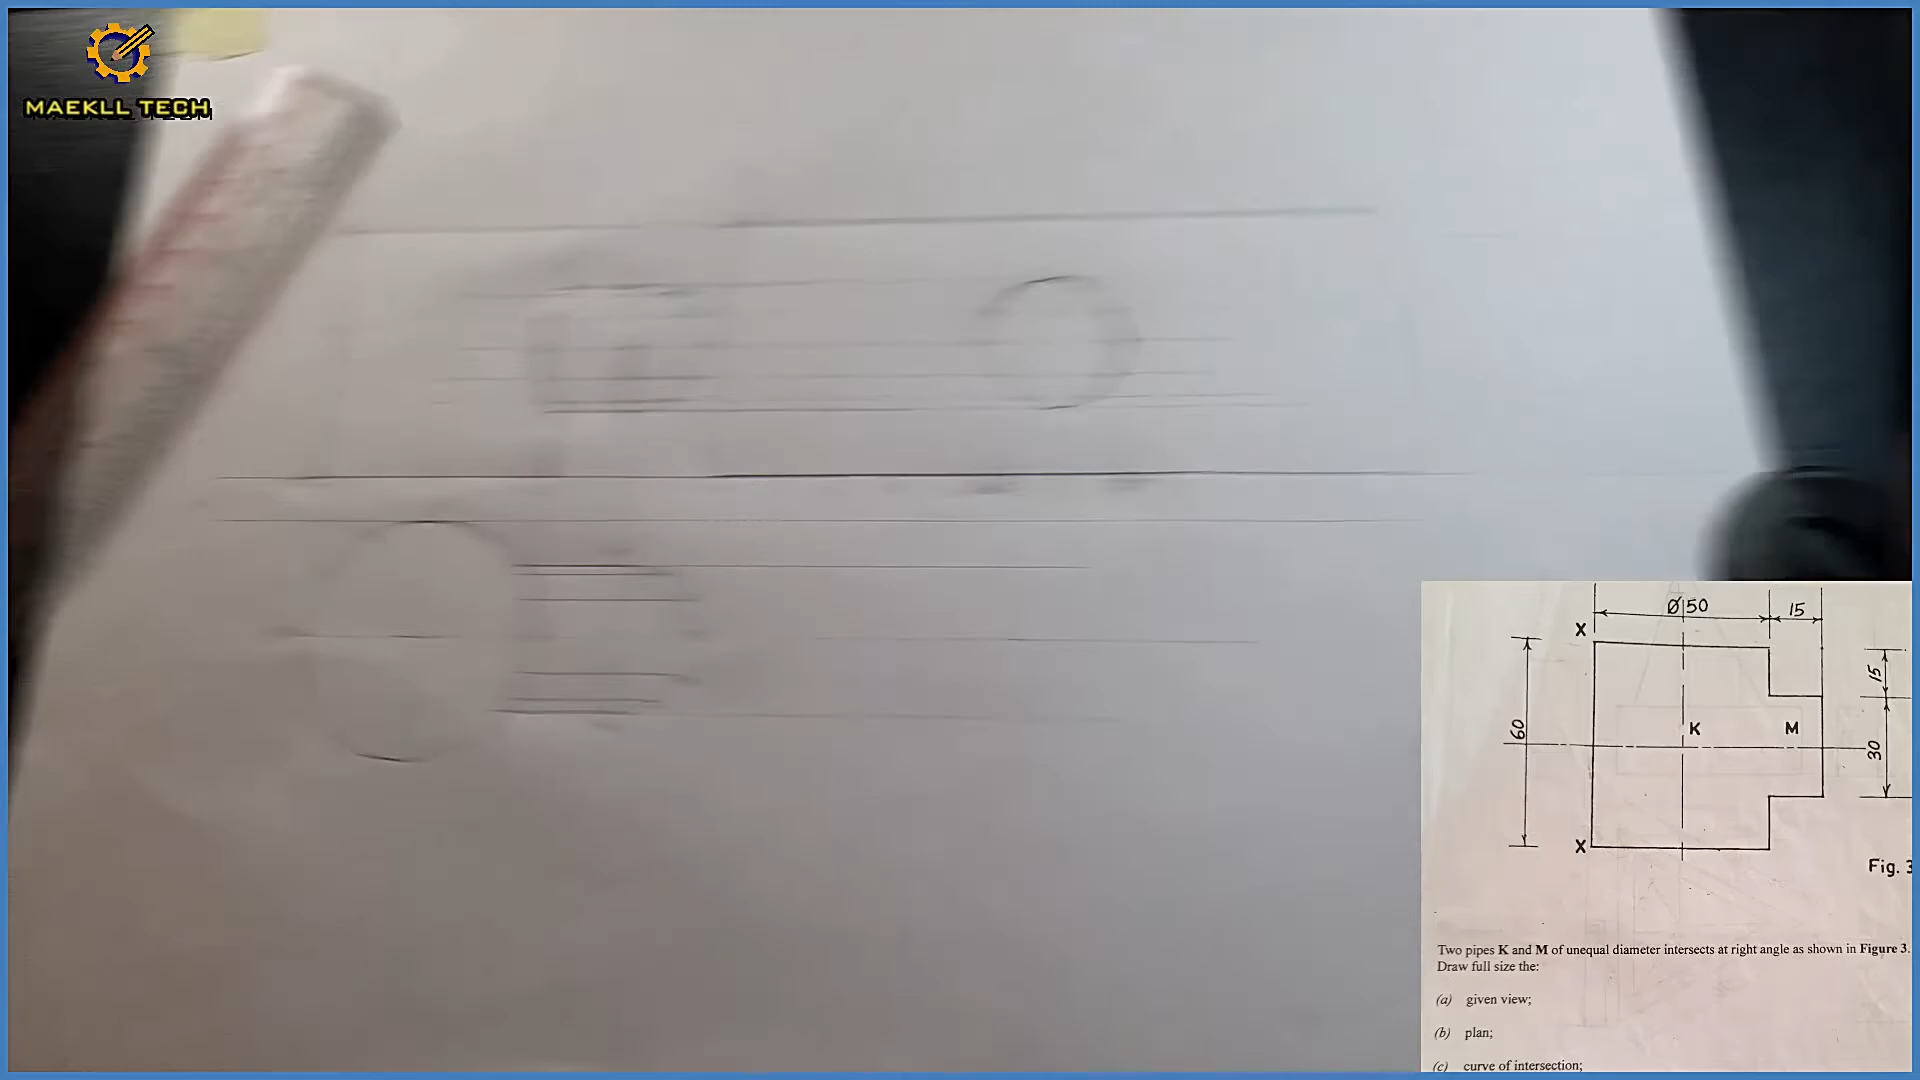 MAEKLL TECH
Ø 50
15
X
15
60
K
M
30
X
Fig. 3
Two pipes K and M of unequal diameter intersects at right angle as shown in Figure 3.
Draw full size the:
(a) given view;
(b) plan;
(c) curve of intersection;